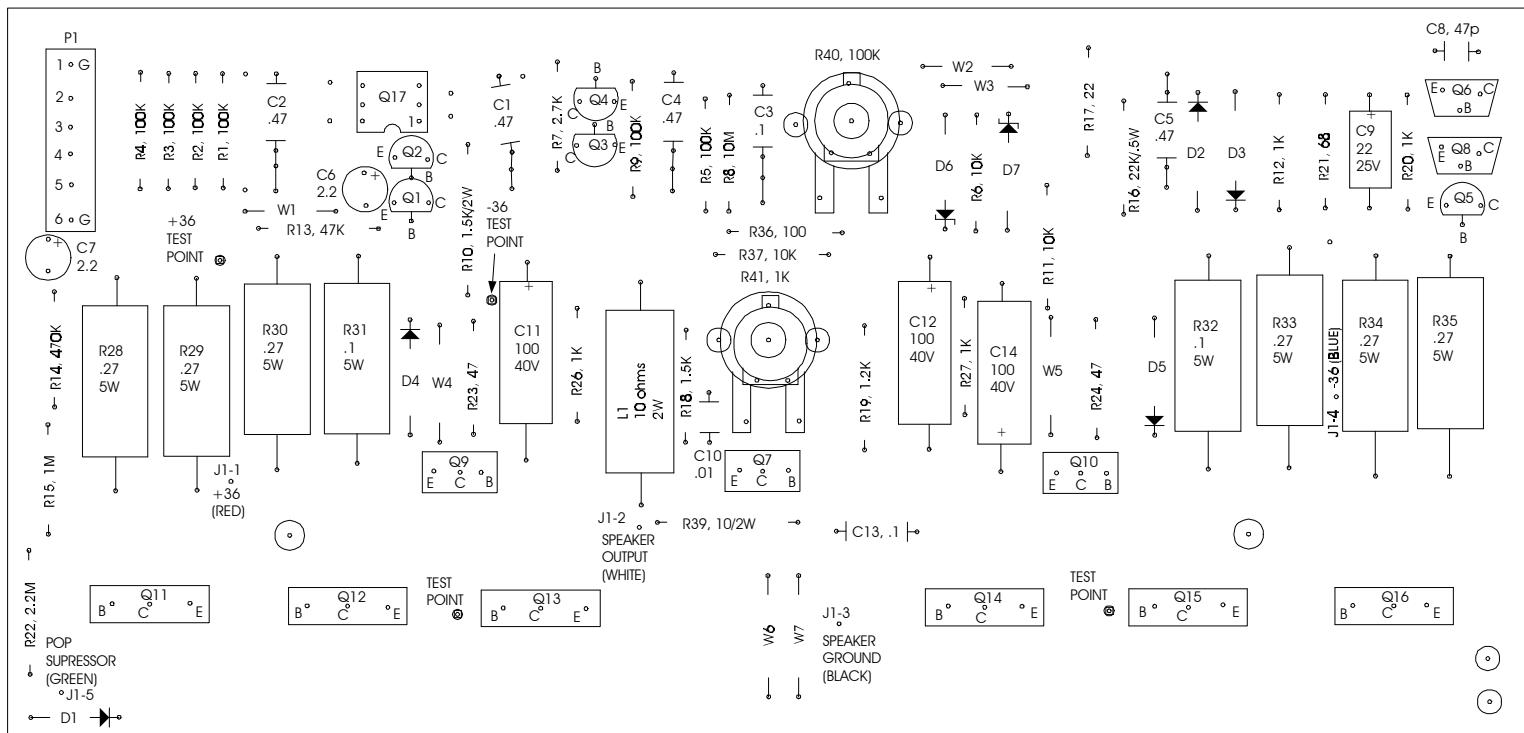 P1
1 G
2
3
4
5
6 G
R4, 100K
R3, 100K
R2, 100K
R1, 100K
C2
.47
Q17
1
E Q2 C
B
E Q1 C
B
C6
2.2
+
W1
R13, 47K
+36
TEST
POINT
C7
2.2
+
R10, 1.5K/2W
-36
TEST
POINT
C1
.47
R7, 2.7K
B
C Q4 E
B
C Q3 E
R9, 100K
C4
.47
R5, 100K
R8, 10M
C3
.1
R40, 100K
R36, 100
R37, 10K
R41, 1K
W2
W3
D6
R6, 10K
D7
R17, 22
R11, 10K
R16, 22K/.5W
C5
.47
D2
D3
R12, 1K
R21, 68
+
C9
22
25V
R20, 1K
C8, 47p
E Q6 C
B
E Q8 C
B
E Q5 C
B
R14, 470K
R28
.27
5W
R29
.27
5W
R30
.27
5W
R31
.1
5W
D4
W4
R23, 47
+
C11
100
40V
R26, 1K
L1
10 ohms
2W
R18, 1.5K
C10
.01
R19, 1.2K
+
C12
100
40V
R27, 1K
C14
100
40V
+
W5
R24, 47
D5
R32
.1
5W
R33
.27
5W
J1-4 -36 (BLUE)
R34
.27
5W
R35
.27
5W
R15, 1M
J1-1
+36
(RED)
Q9
E C B
Q7
E C B
Q10
E C B
J1-2
SPEAKER
OUTPUT
(WHITE)
R39, 10/2W
C13, .1
R22, 2.2M
Q11
B C E
Q12
B C E
TEST
POINT
Q13
B C E
W6
W7
J1-3
SPEAKER
GROUND
(BLACK)
Q14
B C E
TEST
POINT
Q15
B C E
Q16
B C E
POP
SUPRESSOR
(GREEN)
J1-5
D1